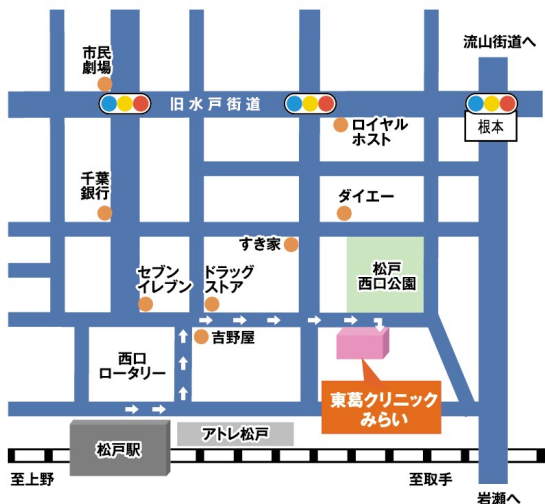 流山街道へ
市民
劇場
旧水戸街道
ロイヤル
ホスト
根本
千葉
銀行
ダイエー
すき家
セブン
イレブン
ドラッグ
ストア
松戸
西口公園
吉野屋
西口
ロータリー
東葛クリニック
みらい
アトレ松戸
松戸駅
至上野
至取手
岩瀬へ